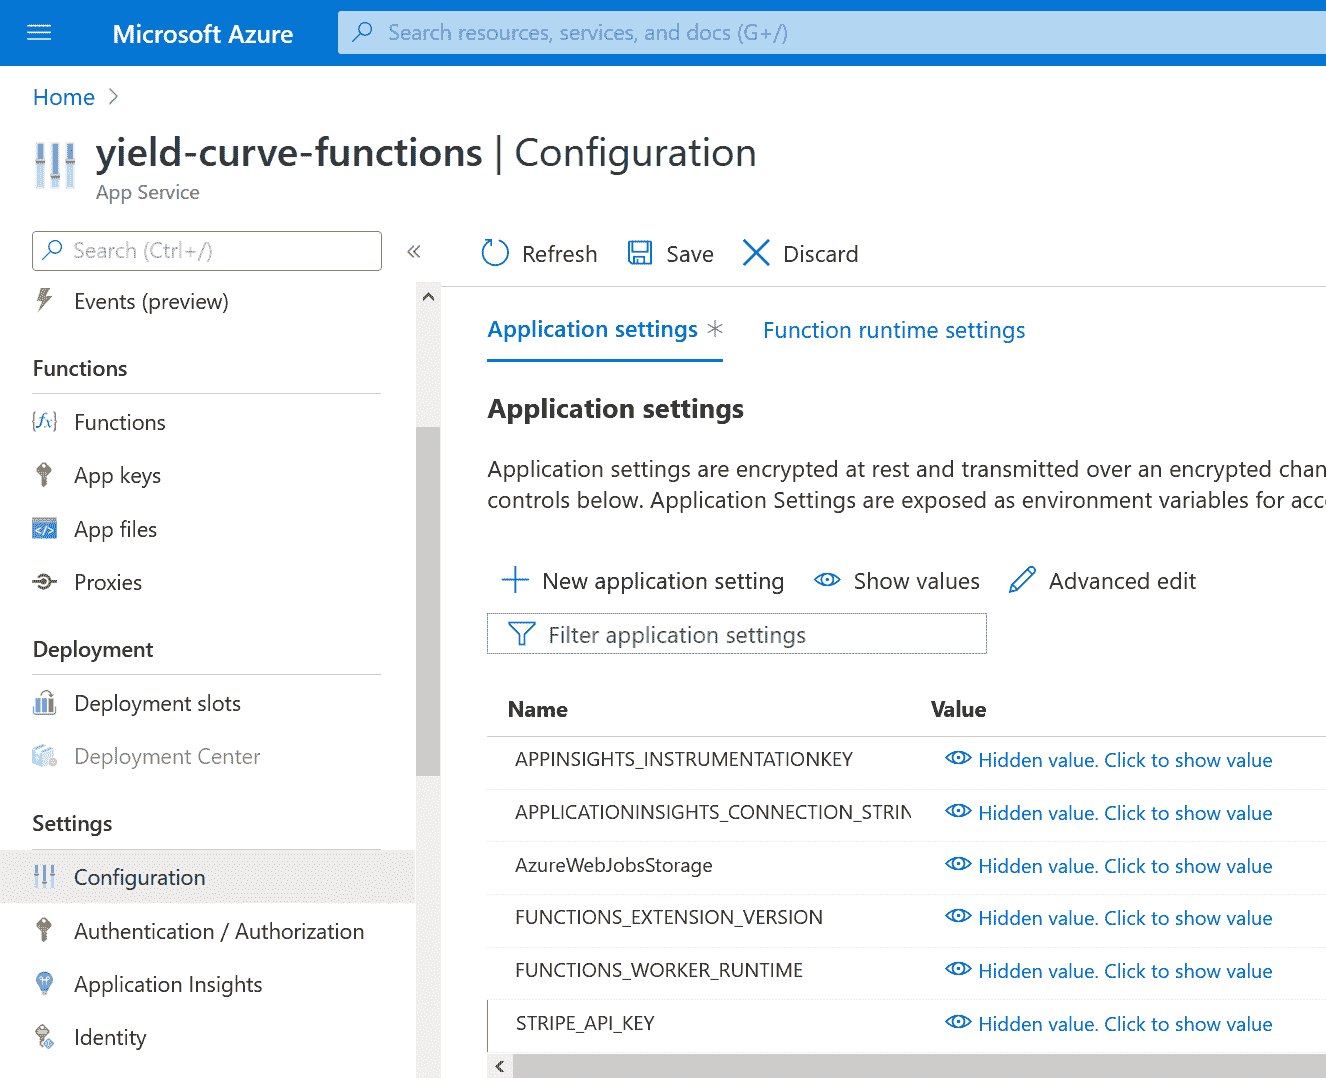 Microsoft Azure
Search resources, services, and docs (G+/)
Home
yield-curve-functions | Configuration
App Service
Search (Ctrl+/)
«
Refresh
Save
Discard
Events (preview)
Functions
Functions
App keys
App files
Proxies
Deployment
Deployment slots
Deployment Center
Settings
Configuration
Authentication / Authorization
Application Insights
Identity
Application settings *
Function runtime settings
Application settings
Application settings are encrypted at rest and transmitted over an encrypted chan
controls below. Application Settings are exposed as environment variables for acc
New application setting
Show values
Advanced edit
Filter application settings
Name Value
APPINSIGHTS_INSTRUMENTATIONKEY Hidden value. Click to show value
APPLICATIONINSIGHTS_CONNECTION_STRIN Hidden value. Click to show value
AzureWebJobsStorage Hidden value. Click to show value
FUNCTIONS_EXTENSION_VERSION Hidden value. Click to show value
FUNCTIONS_WORKER_RUNTIME Hidden value. Click to show value
STRIPE_API_KEY Hidden value. Click to show value